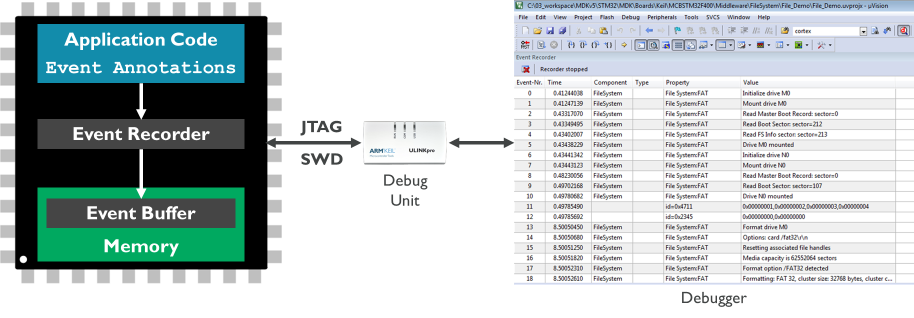 Application Code
Event Annotations
Event Recorder
Event Buffer
Memory
JTAG
SWD
ARM KEIL
ULINKpro
Debug
Unit
C:\03_workspace\MDKv5\STM32\MDK\Boards\Keil\MCBSTM32F400\Middleware\FileSystem\File_Demo\File_Demo.uvprojx - µVision
File Edit View Project Flash Debug Peripherals Tools SVCS Window Help
cortex
RST
Event Recorder
Recorder stopped
Event-Nr. Time Component Type Property Value
0 0.41244038 FileSystem File System:FAT Initialize drive M0
1 0.41247139 FileSystem File System:FAT Mount drive M0
2 0.43317070 FileSystem File System:FAT Read Master Boot Record: sector=0
3 0.43349495 FileSystem File System:FAT Read Boot Sector: sector=212
4 0.43402007 FileSystem File System:FAT Read FS Info sector: sector=213
5 0.43438229 FileSystem File System:FAT Drive M0 mounted
6 0.43441342 FileSystem File System:FAT Initialize drive N0
7 0.43443123 FileSystem File System:FAT Mount drive N0
8 0.48230056 FileSystem File System:FAT Read Master Boot Record: sector=0
9 0.49702168 FileSystem File System:FAT Read Boot Sector: sector=107
10 0.49780682 FileSystem File System:FAT Drive N0 mounted
11 0.49785490 id=0x4711 0x00000001,0x00000002,0x00000003,0x00000004
12 0.49785692 id=0x2345 0x00000000,0x00000000
13 8.50050450 FileSystem File System:FAT Format drive M0
14 8.50050680 FileSystem File System:FAT Options: card /fat32\r\n
15 8.50051250 FileSystem File System:FAT Resetting associated file handles
16 8.50051820 FileSystem File System:FAT Media capacity is 62552064 sectors
17 8.50052310 FileSystem File System:FAT Format option /FAT32 detected
18 8.50052610 FileSystem File System:FAT Formatting: FAT 32, cluster size: 32768 bytes, cluster c...
Debugger